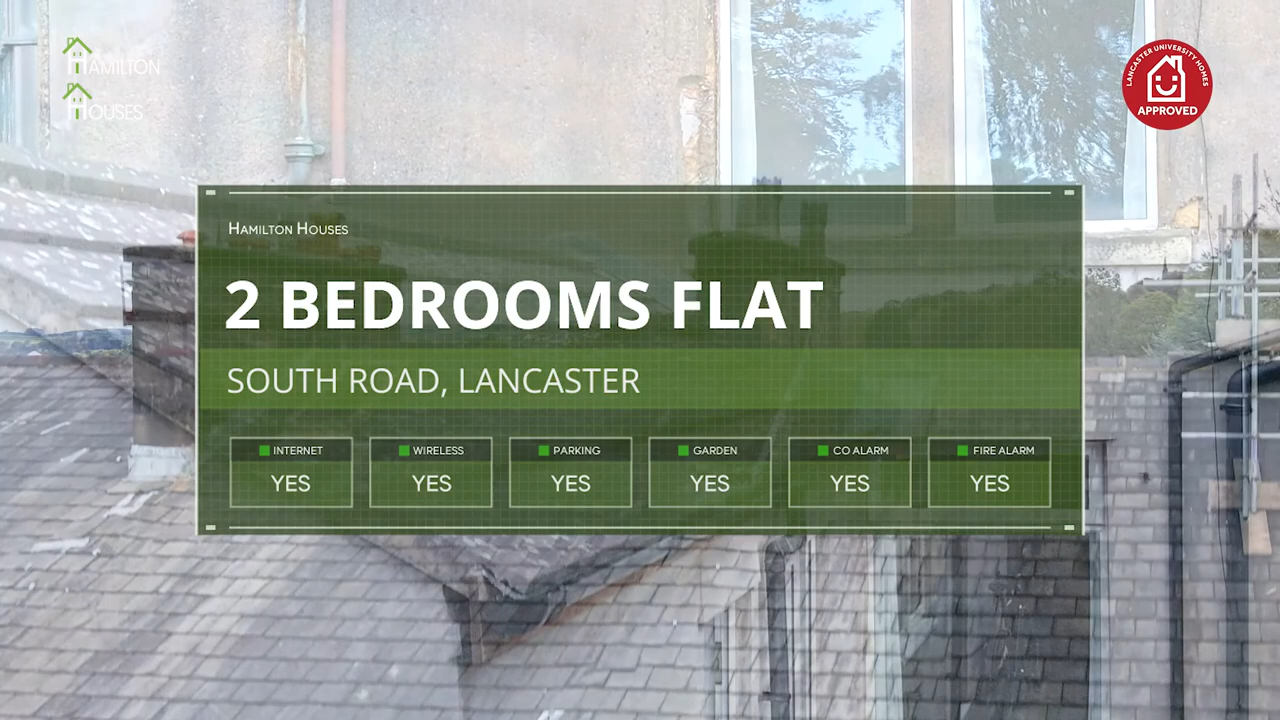 HAMILTON
HOUSES
LANCASTER UNIVERSITY HOMES
APPROVED
HAMILTON HOUSES
2 BEDROOMS FLAT
SOUTH ROAD, LANCASTER
INTERNET WIRELESS PARKING GARDEN CO ALARM FIRE ALARM
YES YES YES YES YES YES